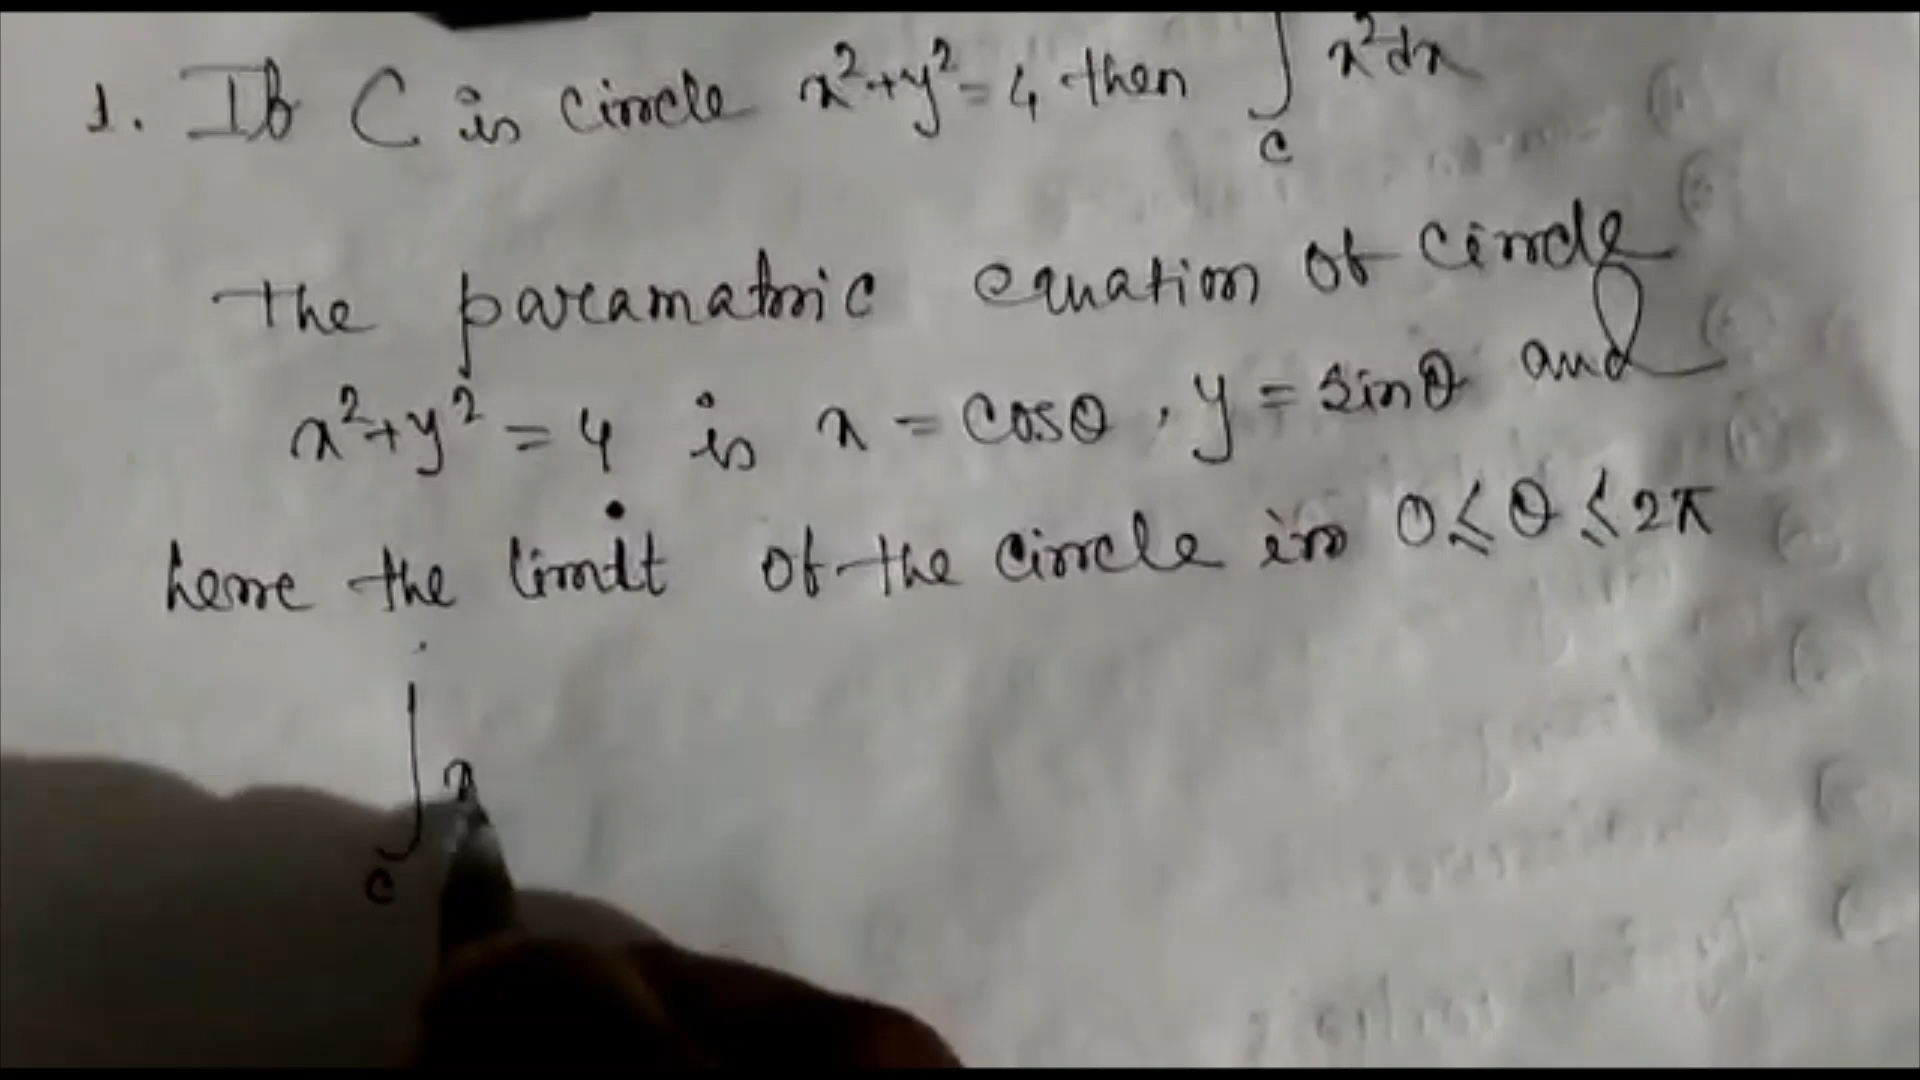 1. If C is circle x²+y²=4 then ∫_C x²dx
The paramatric equation of circle
x²+y²=4 is x = cosθ, y = sinθ and
here the limit of the circle is 0≤θ≤2π
∫_C x